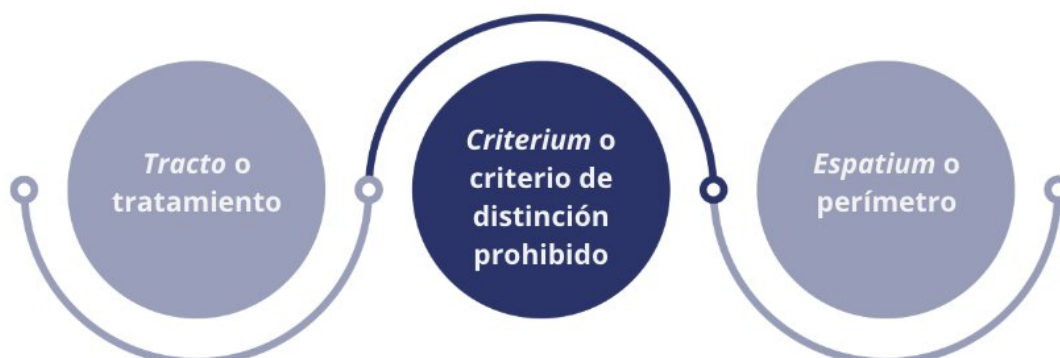 Tracto o
tratamiento
Criterium o
criterio de
distinción
prohibido
Espatium o
perímetro